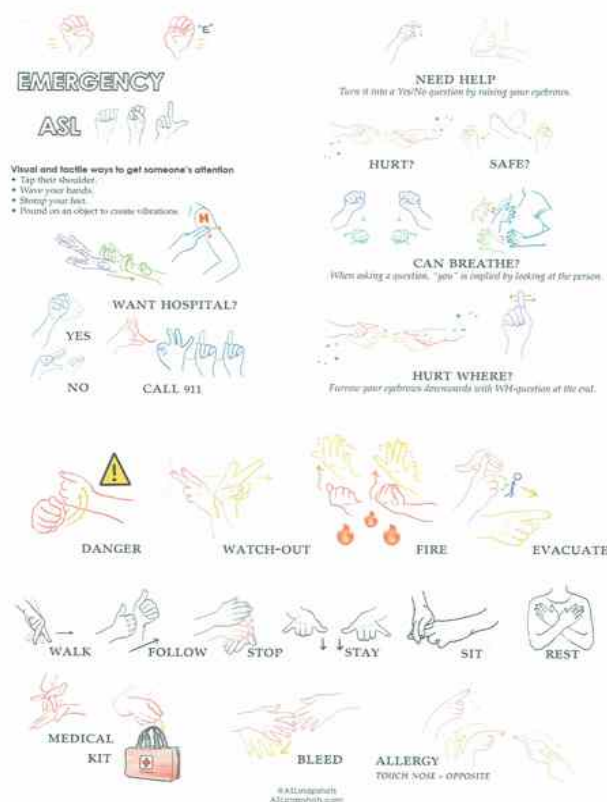 "E"
EMERGENCY
ASL
Visual and tactile ways to get someone's attention
• Tap their shoulder.
• Wave your hands.
• Stomp your feet.
• Pound on an object to create vibrations.
H
WANT HOSPITAL?
YES
NO
CALL 911
NEED HELP
Turn it into a Yes/No question by raising your eyebrows.
HURT?
SAFE?
CAN BREATHE?
When asking a question, "you" is implied by looking at the person.
HURT WHERE?
Furrow your eyebrows downwards with WH-question at the end.
DANGER
WATCH-OUT
FIRE
EVACUATE
WALK
FOLLOW
STOP
STAY
SIT
REST
MEDICAL
KIT
BLEED
ALLERGY
TOUCH NOSE + OPPOSITE